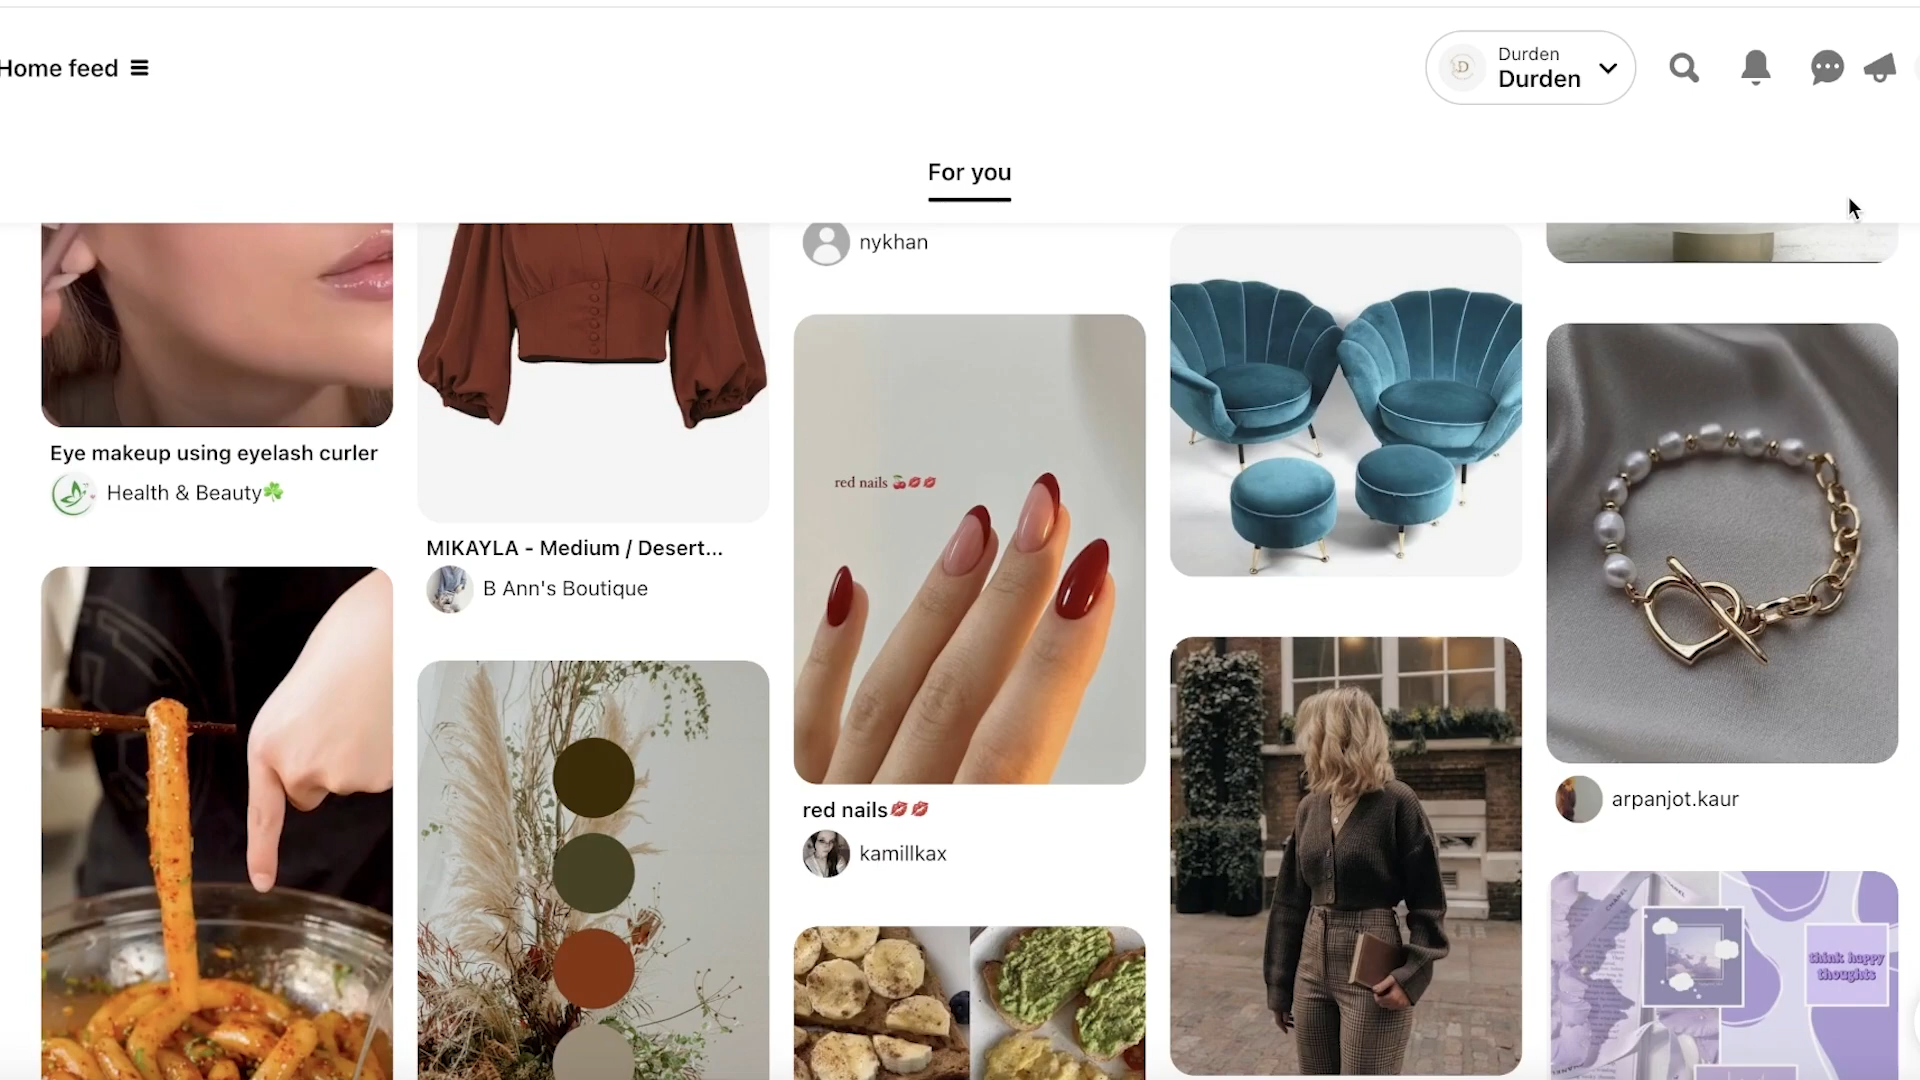 Home feed
Durden
Durden
D
For you
Eye makeup using eyelash curler
Health & Beauty☘️
MIKAYLA - Medium / Desert...
B Ann's Boutique
nykhan
red nails 🍒💋💋
red nails💋💋
kamillkax
arpanjot.kaur
CHANEL
think happy
thoughts